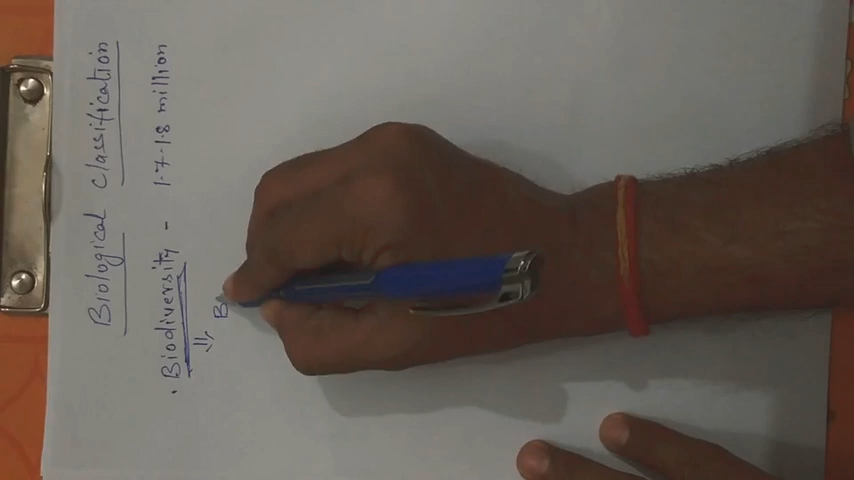 Biological Classification
• Biodiversity - 1.7-1.8 million
⇓ B